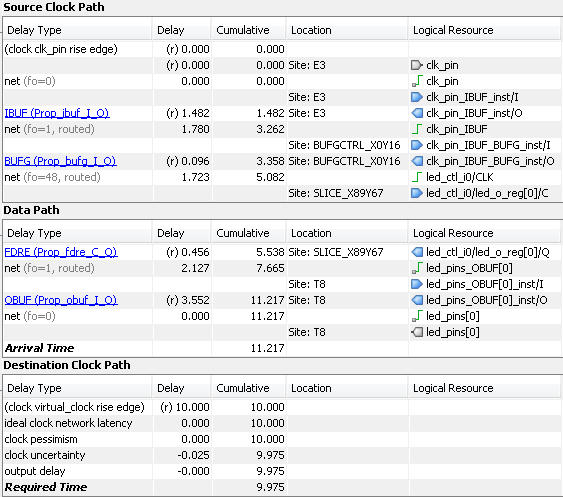 Source Clock Path
Delay Type Delay Cumulative Location Logical Resource
(clock clk_pin rise edge) (r) 0.000 0.000
(r) 0.000 0.000 Site: E3 clk_pin
net (fo=0) 0.000 0.000 clk_pin
Site: E3 clk_pin_IBUF_inst/I
IBUF (Prop_ibuf_I_O) (r) 1.482 1.482 Site: E3 clk_pin_IBUF_inst/O
net (fo=1, routed) 1.780 3.262 clk_pin_IBUF
Site: BUFGCTRL_X0Y16 clk_pin_IBUF_BUFG_inst/I
BUFG (Prop_bufg_I_O) (r) 0.096 3.358 Site: BUFGCTRL_X0Y16 clk_pin_IBUF_BUFG_inst/O
net (fo=48, routed) 1.723 5.082 led_ctl_i0/CLK
Site: SLICE_X89Y67 led_ctl_i0/led_o_reg[0]/C
Data Path
Delay Type Delay Cumulative Location Logical Resource
FDRE (Prop_fdre_C_Q) (r) 0.456 5.538 Site: SLICE_X89Y67 led_ctl_i0/led_o_reg[0]/Q
net (fo=1, routed) 2.127 7.665 led_pins_OBUF[0]
Site: T8 led_pins_OBUF[0]_inst/I
OBUF (Prop_obuf_I_O) (r) 3.552 11.217 Site: T8 led_pins_OBUF[0]_inst/O
net (fo=0) 0.000 11.217 led_pins[0]
Site: T8 led_pins[0]
Arrival Time 11.217
Destination Clock Path
Delay Type Delay Cumulative Location Logical Resource
(clock virtual_clock rise edge) (r) 10.000 10.000
ideal clock network latency 0.000 10.000
clock pessimism 0.000 10.000
clock uncertainty -0.025 9.975
output delay -0.000 9.975
Required Time 9.975